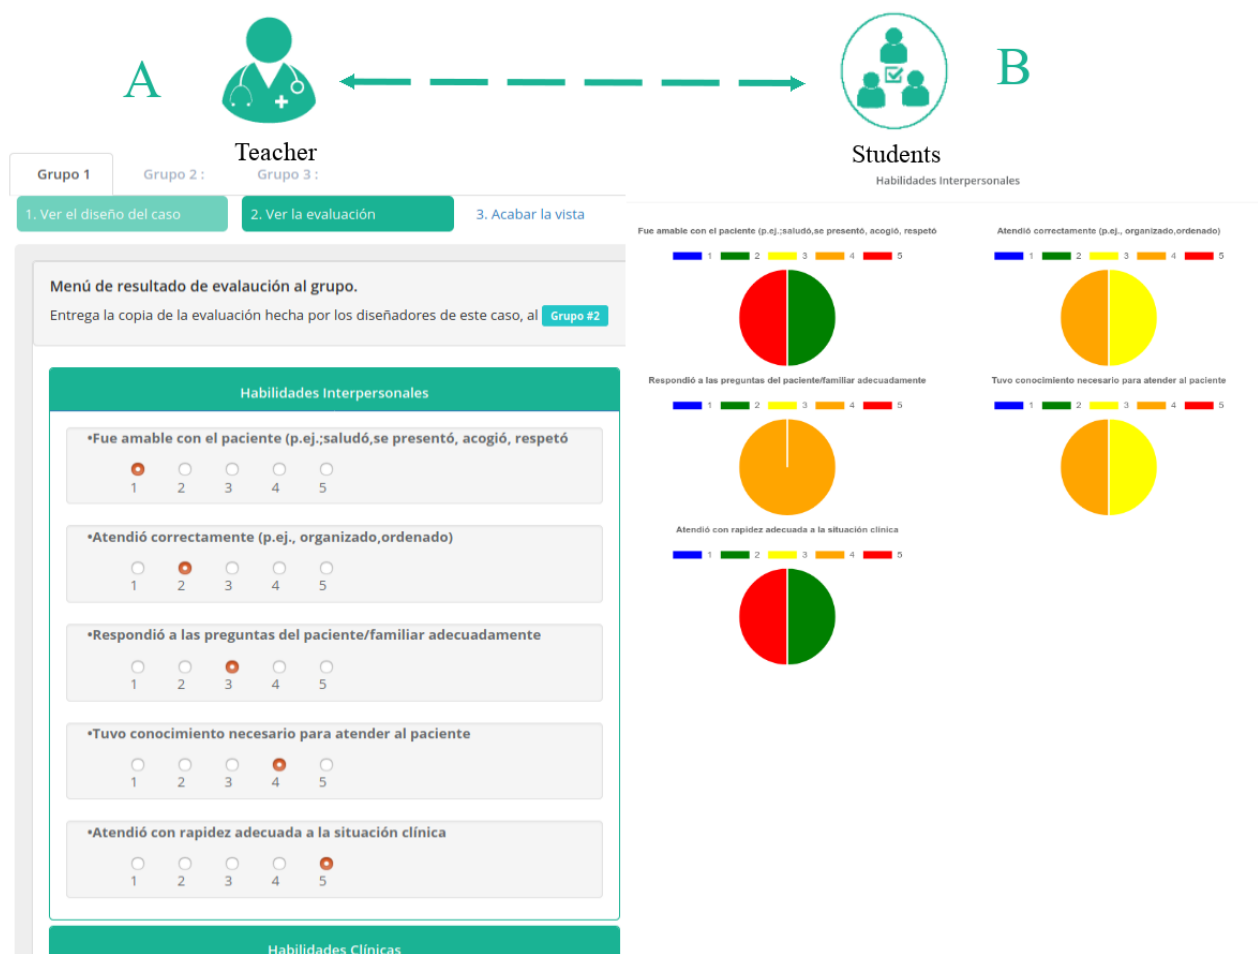 A
B
Teacher
Students
Grupo 1 Grupo 2 : Grupo 3 :
1. Ver el diseño del caso 2. Ver la evaluación 3. Acabar la vista
Menú de resultado de evalaución al grupo.
Entrega la copia de la evaluación hecha por los diseñadores de este caso, al Grupo #2
Habilidades Interpersonales
•Fue amable con el paciente (p.ej.;saludó,se presentó, acogió, respetó
1 2 3 4 5
•Atendió correctamente (p.ej., organizado,ordenado)
1 2 3 4 5
•Respondió a las preguntas del paciente/familiar adecuadamente
1 2 3 4 5
•Tuvo conocimiento necesario para atender al paciente
1 2 3 4 5
•Atendió con rapidez adecuada a la situación clínica
1 2 3 4 5
Habilidades Clínicas
Habilidades Interpersonales
Fue amable con el paciente (p.ej.;saludó,se presentó, acogió, respetó
1 2 3 4 5
Atendió correctamente (p.ej., organizado,ordenado)
1 2 3 4 5
Respondió a las preguntas del paciente/familiar adecuadamente
1 2 3 4 5
Tuvo conocimiento necesario para atender al paciente
1 2 3 4 5
Atendió con rapidez adecuada a la situación clínica
1 2 3 4 5